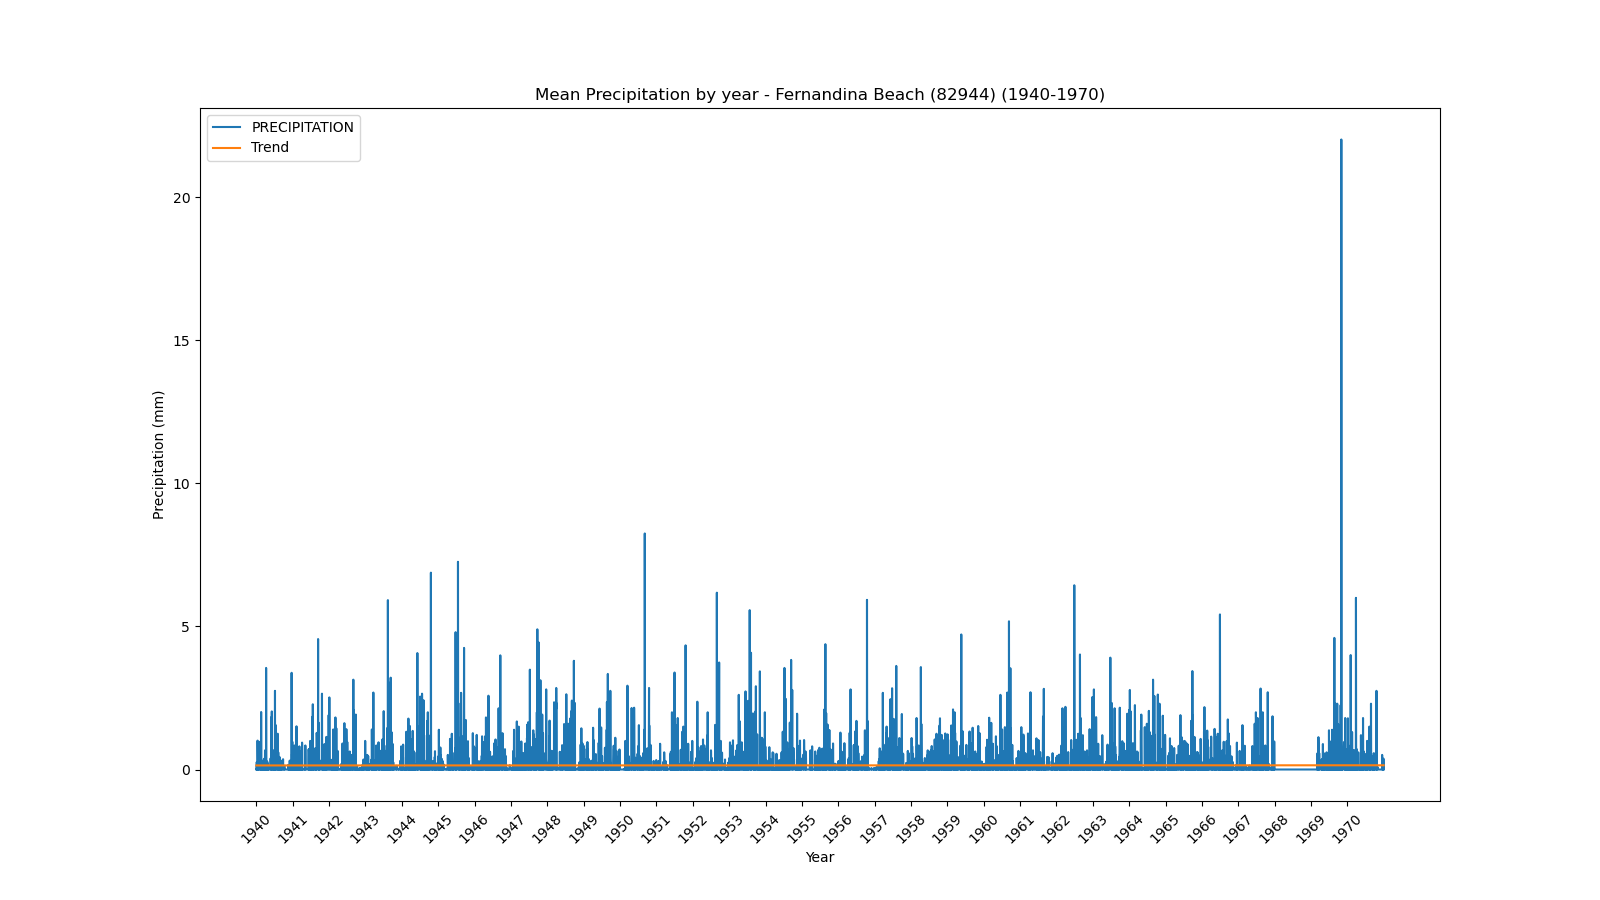 Mean Precipitation by year - Fernandina Beach (82944) (1940-1970)
PRECIPITATION
Trend
20
15
10
5
0
Precipitation (mm)
1940 1941 1942 1943 1944 1945 1946 1947 1948 1949 1950 1951 1952 1953 1954 1955 1956 1957 1958 1959 1960 1961 1962 1963 1964 1965 1966 1967 1968 1969 1970
Year